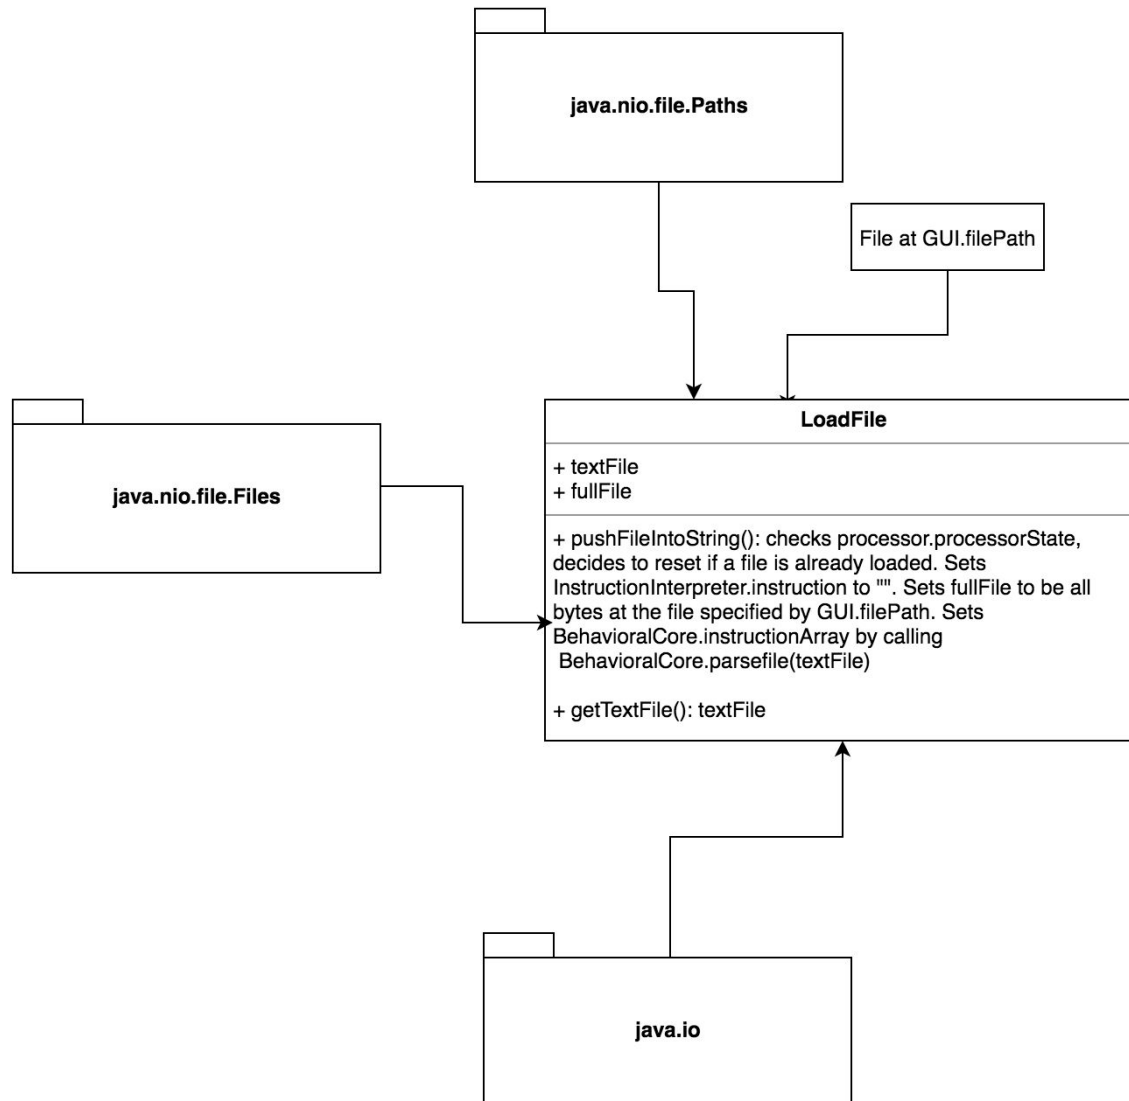 java.nio.file.Paths
File at GUI.filePath
java.nio.file.Files
LoadFile
+ textFile
+ fullFile
+ pushFileIntoString(): checks processor.processorState,
decides to reset if a file is already loaded. Sets
InstructionInterpreter.instruction to "". Sets fullFile to be all
bytes at the file specified by GUI.filePath. Sets
BehavioralCore.instructionArray by calling
BehavioralCore.parsefile(textFile)
+ getTextFile(): textFile
java.io